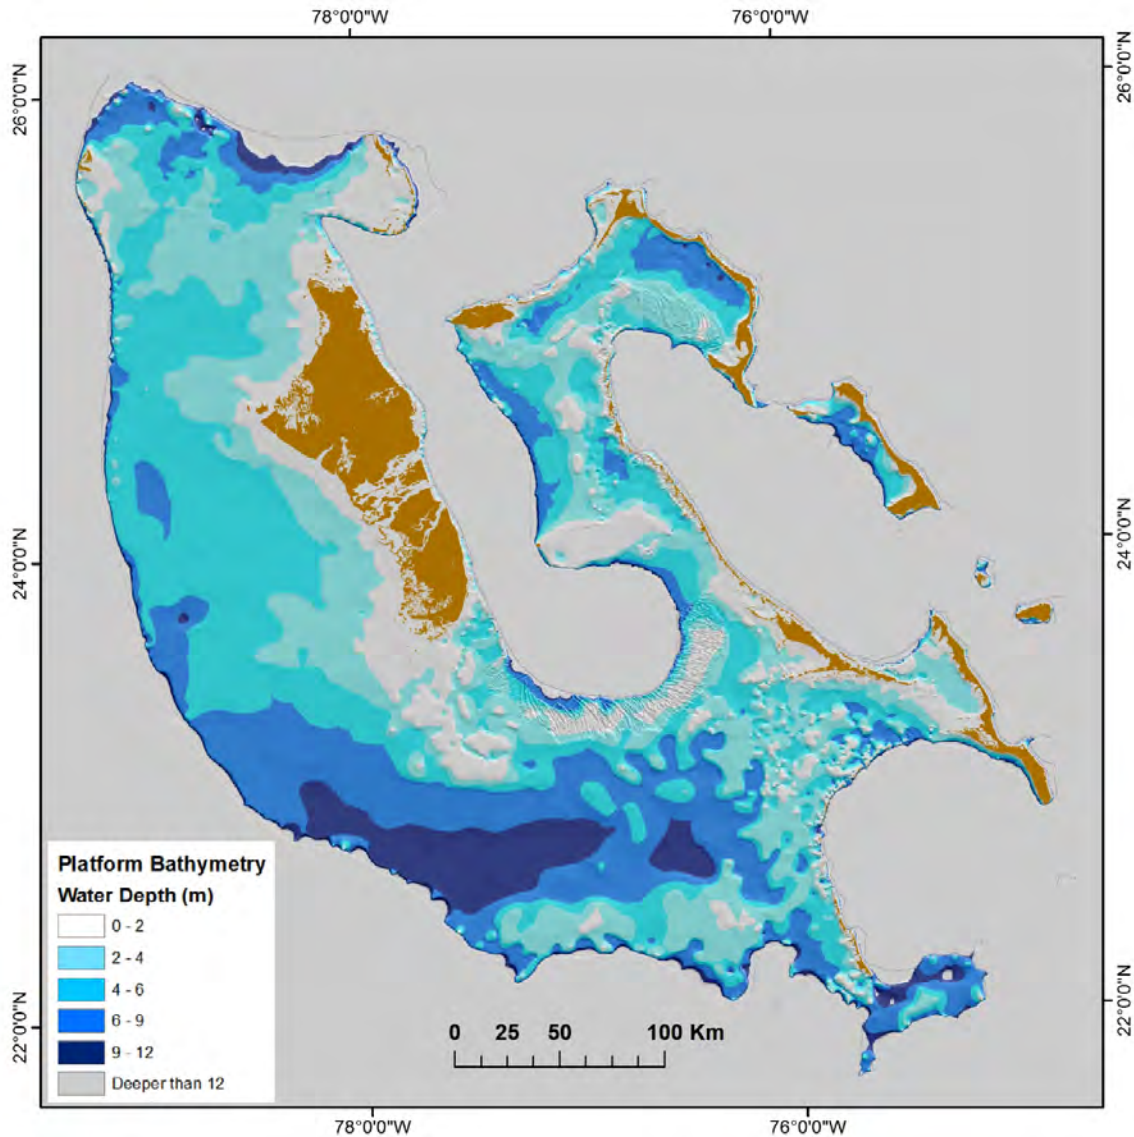 78°0'0"W 76°0'0"W
26°0'0"N
26°0'0"N
24°0'0"N
24°0'0"N
22°0'0"N
22°0'0"N
Platform Bathymetry
Water Depth (m)
0 - 2
2 - 4
4 - 6
6 - 9
9 - 12
Deeper than 12
0 25 50 100 Km
78°0'0"W 76°0'0"W